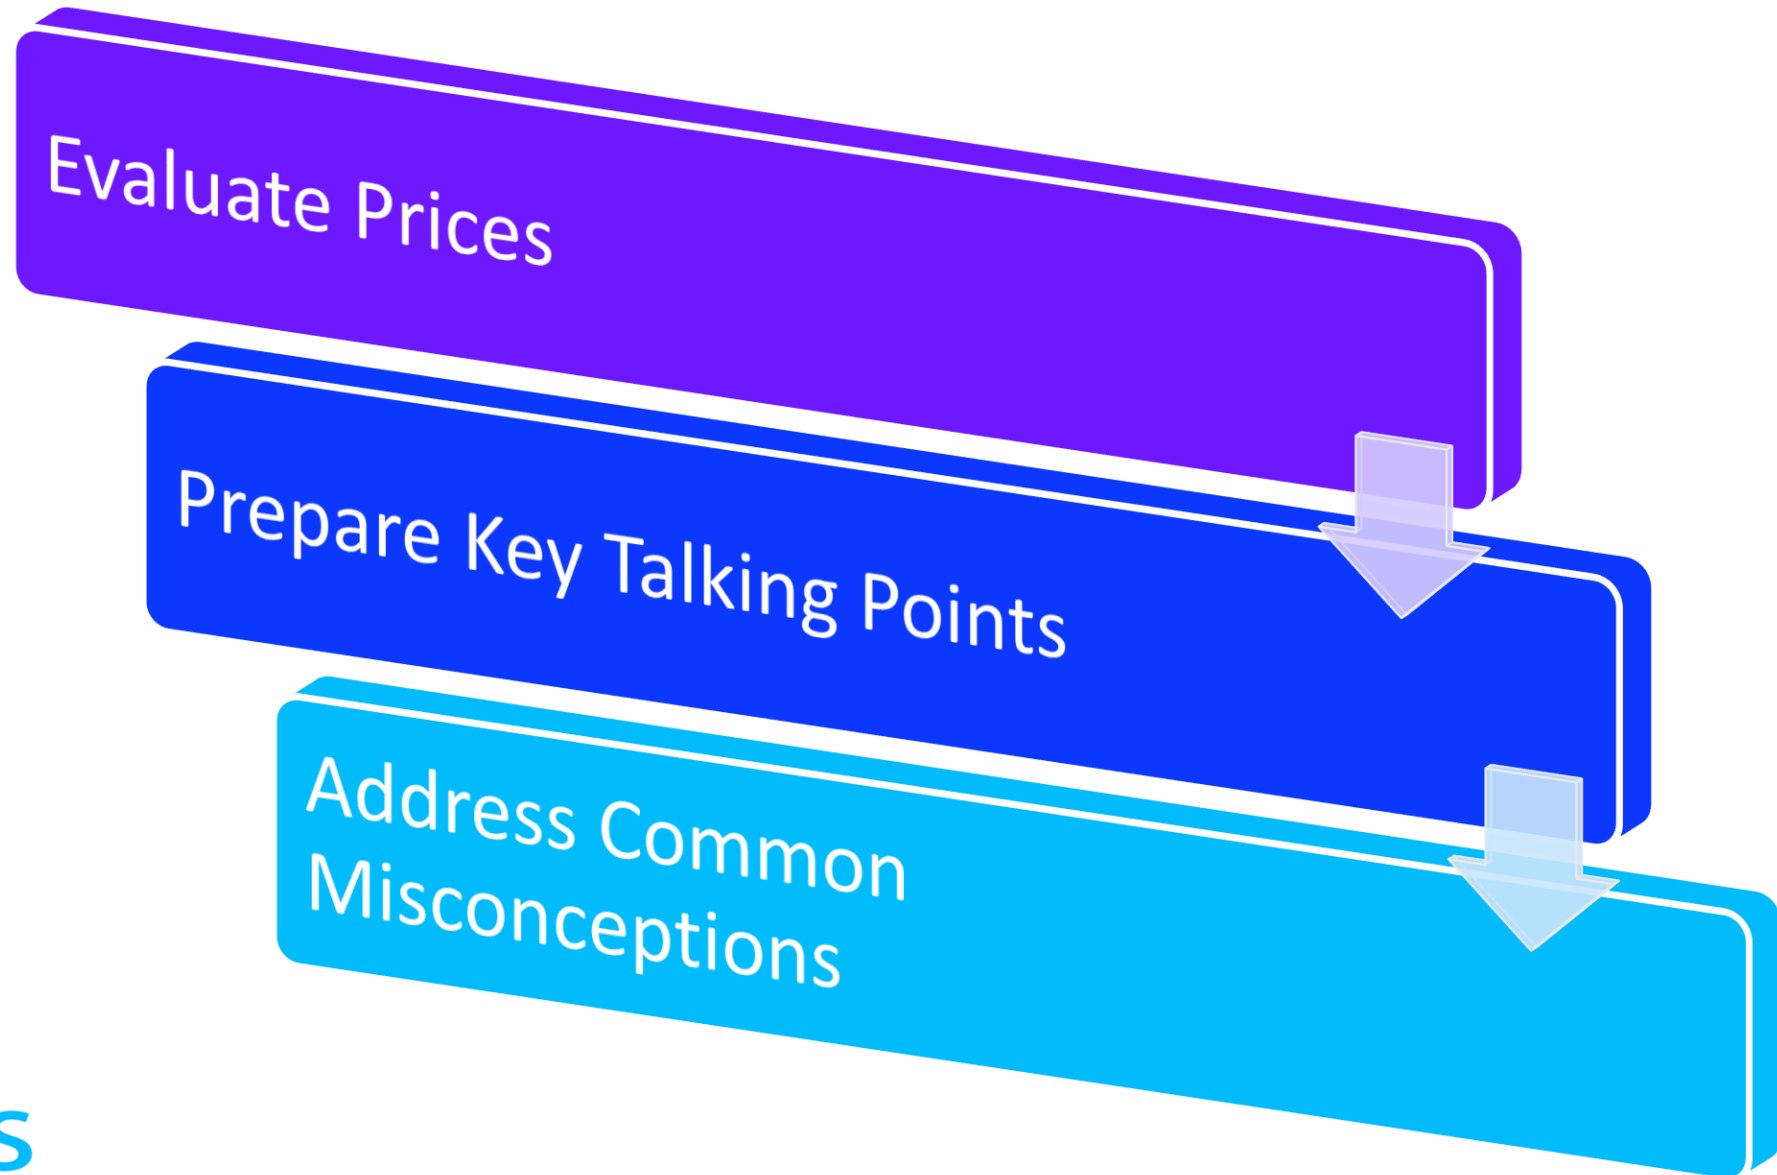 Evaluate Prices
Prepare Key Talking Points
Address Common
Misconceptions
s